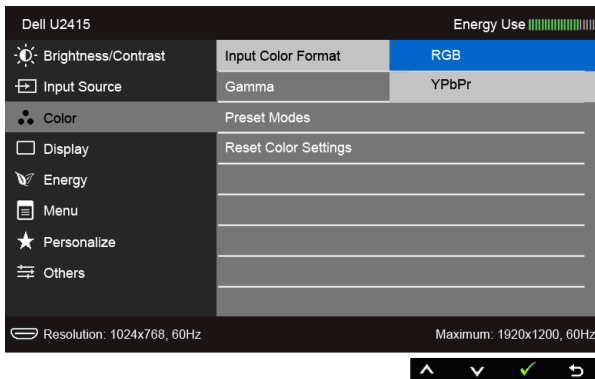 Dell U2415 Energy Use
Brightness/Contrast Input Color Format RGB
Input Source Gamma YPbPr
Color Preset Modes
Display Reset Color Settings
Energy
Menu
Personalize
Others
Resolution: 1024x768, 60Hz Maximum: 1920x1200, 60Hz